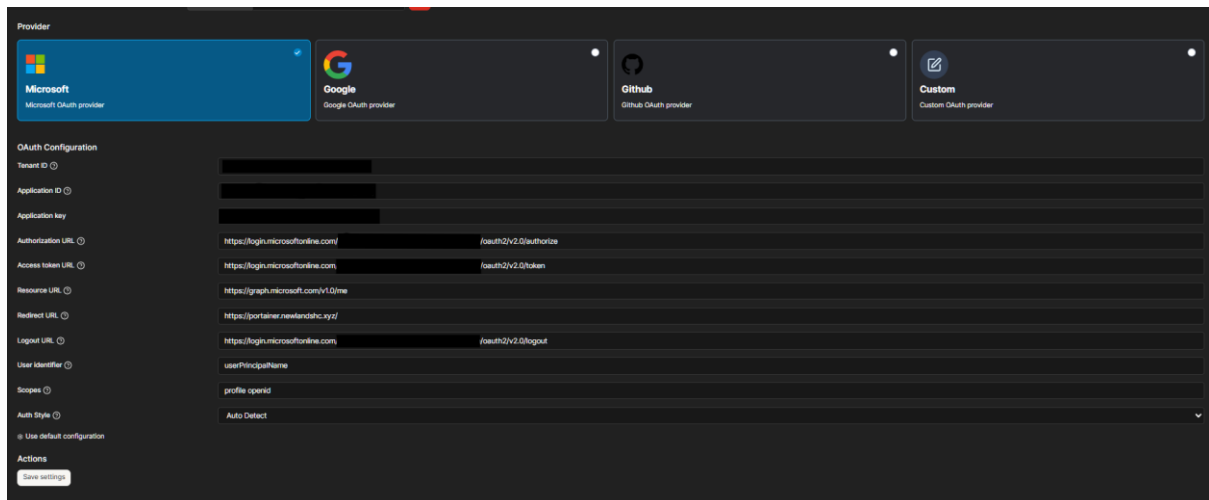 Provider
Microsoft
Microsoft OAuth provider
Google
Google OAuth provider
Github
Github OAuth provider
Custom
Custom OAuth provider
OAuth Configuration
Tenant ID
Application ID
Application key
Authorization URL https://login.microsoftonline.com/ /oauth2/v2.0/authorize
Access token URL https://login.microsoftonline.com/ /oauth2/v2.0/token
Resource URL https://graph.microsoft.com/v1.0/me
Redirect URL https://portainer.newlandshc.xyz/
Logout URL https://login.microsoftonline.com/ /oauth2/v2.0/logout
User identifier userPrincipalName
Scopes profile openid
Auth Style Auto Detect
Use default configuration
Actions
Save settings